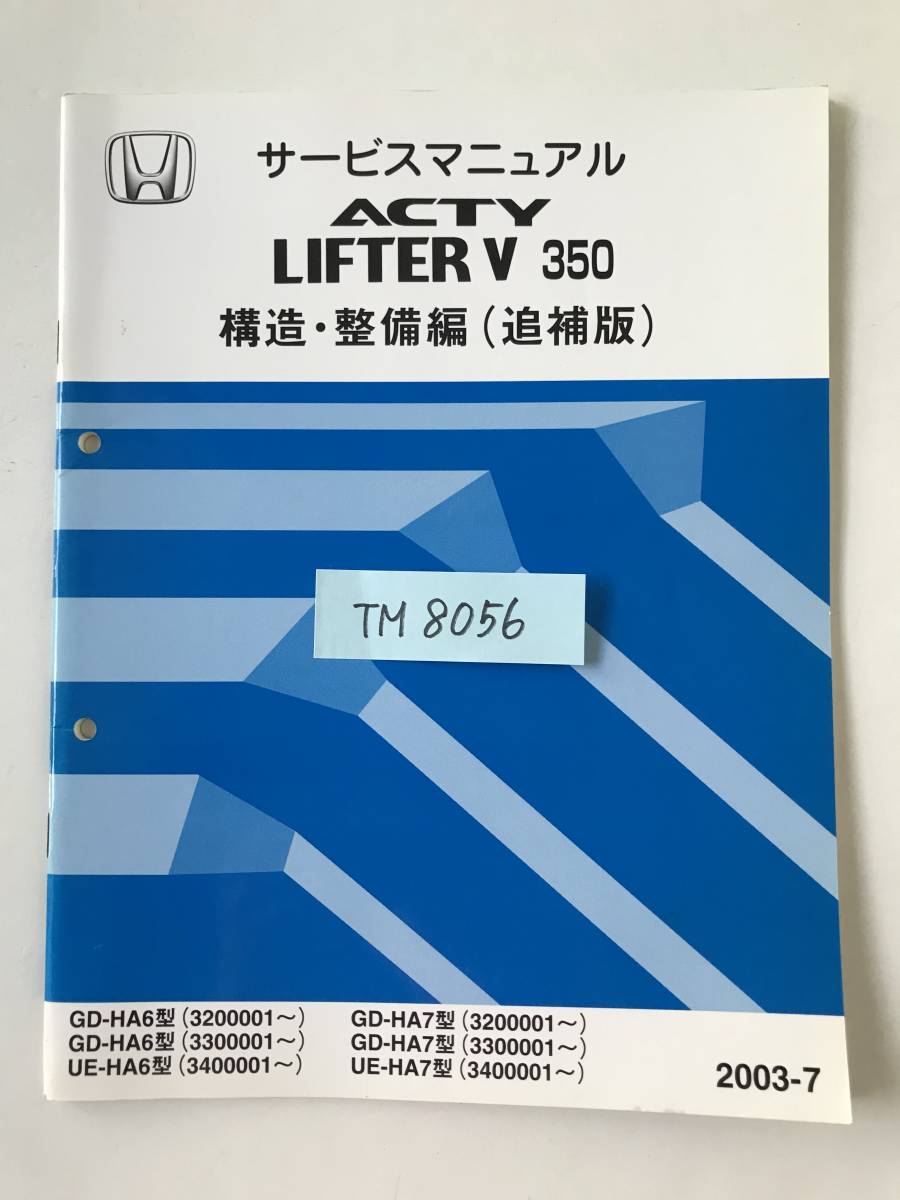 サービスマニュアル
ACTY
LIFTER V 350
構造・整備編(追補版)
TM 8056
GD-HA6型(3200001～) GD-HA7型(3200001～)
GD-HA6型(3300001～) GD-HA7型(3300001～)
UE-HA6型(3400001～) UE-HA7型(3400001～)
2003-7